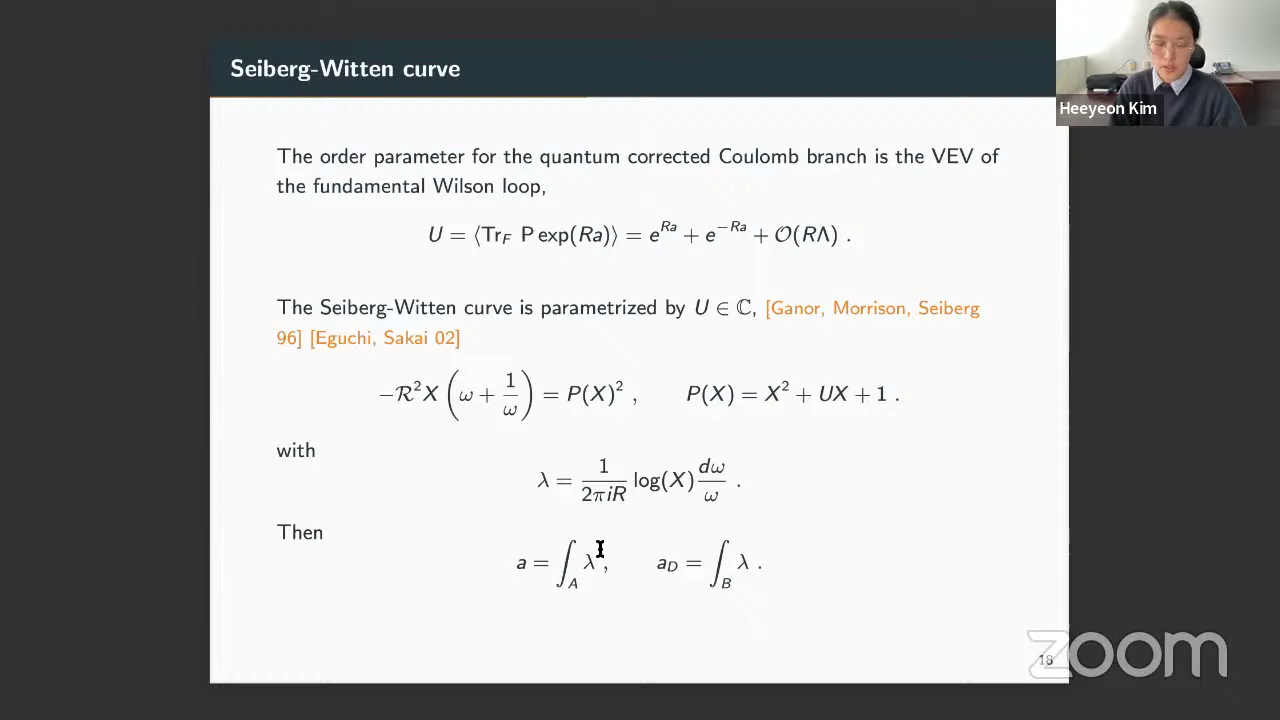 Seiberg-Witten curve
Heeyeon Kim
The order parameter for the quantum corrected Coulomb branch is the VEV of
the fundamental Wilson loop,
U = ⟨Tr_F P exp(Ra)⟩ = e^{Ra} + e^{−Ra} + 𝒪(RΛ) .
The Seiberg-Witten curve is parametrized by U ∈ ℂ, [Ganor, Morrison, Seiberg
96] [Eguchi, Sakai 02]
−ℛ²X (ω + 1/ω) = P(X)² , P(X) = X² + UX + 1 .
with
λ = 1/(2πiR) log(X) dω/ω .
Then
a = ∫_A λ , a_D = ∫_B λ .
18
zoom